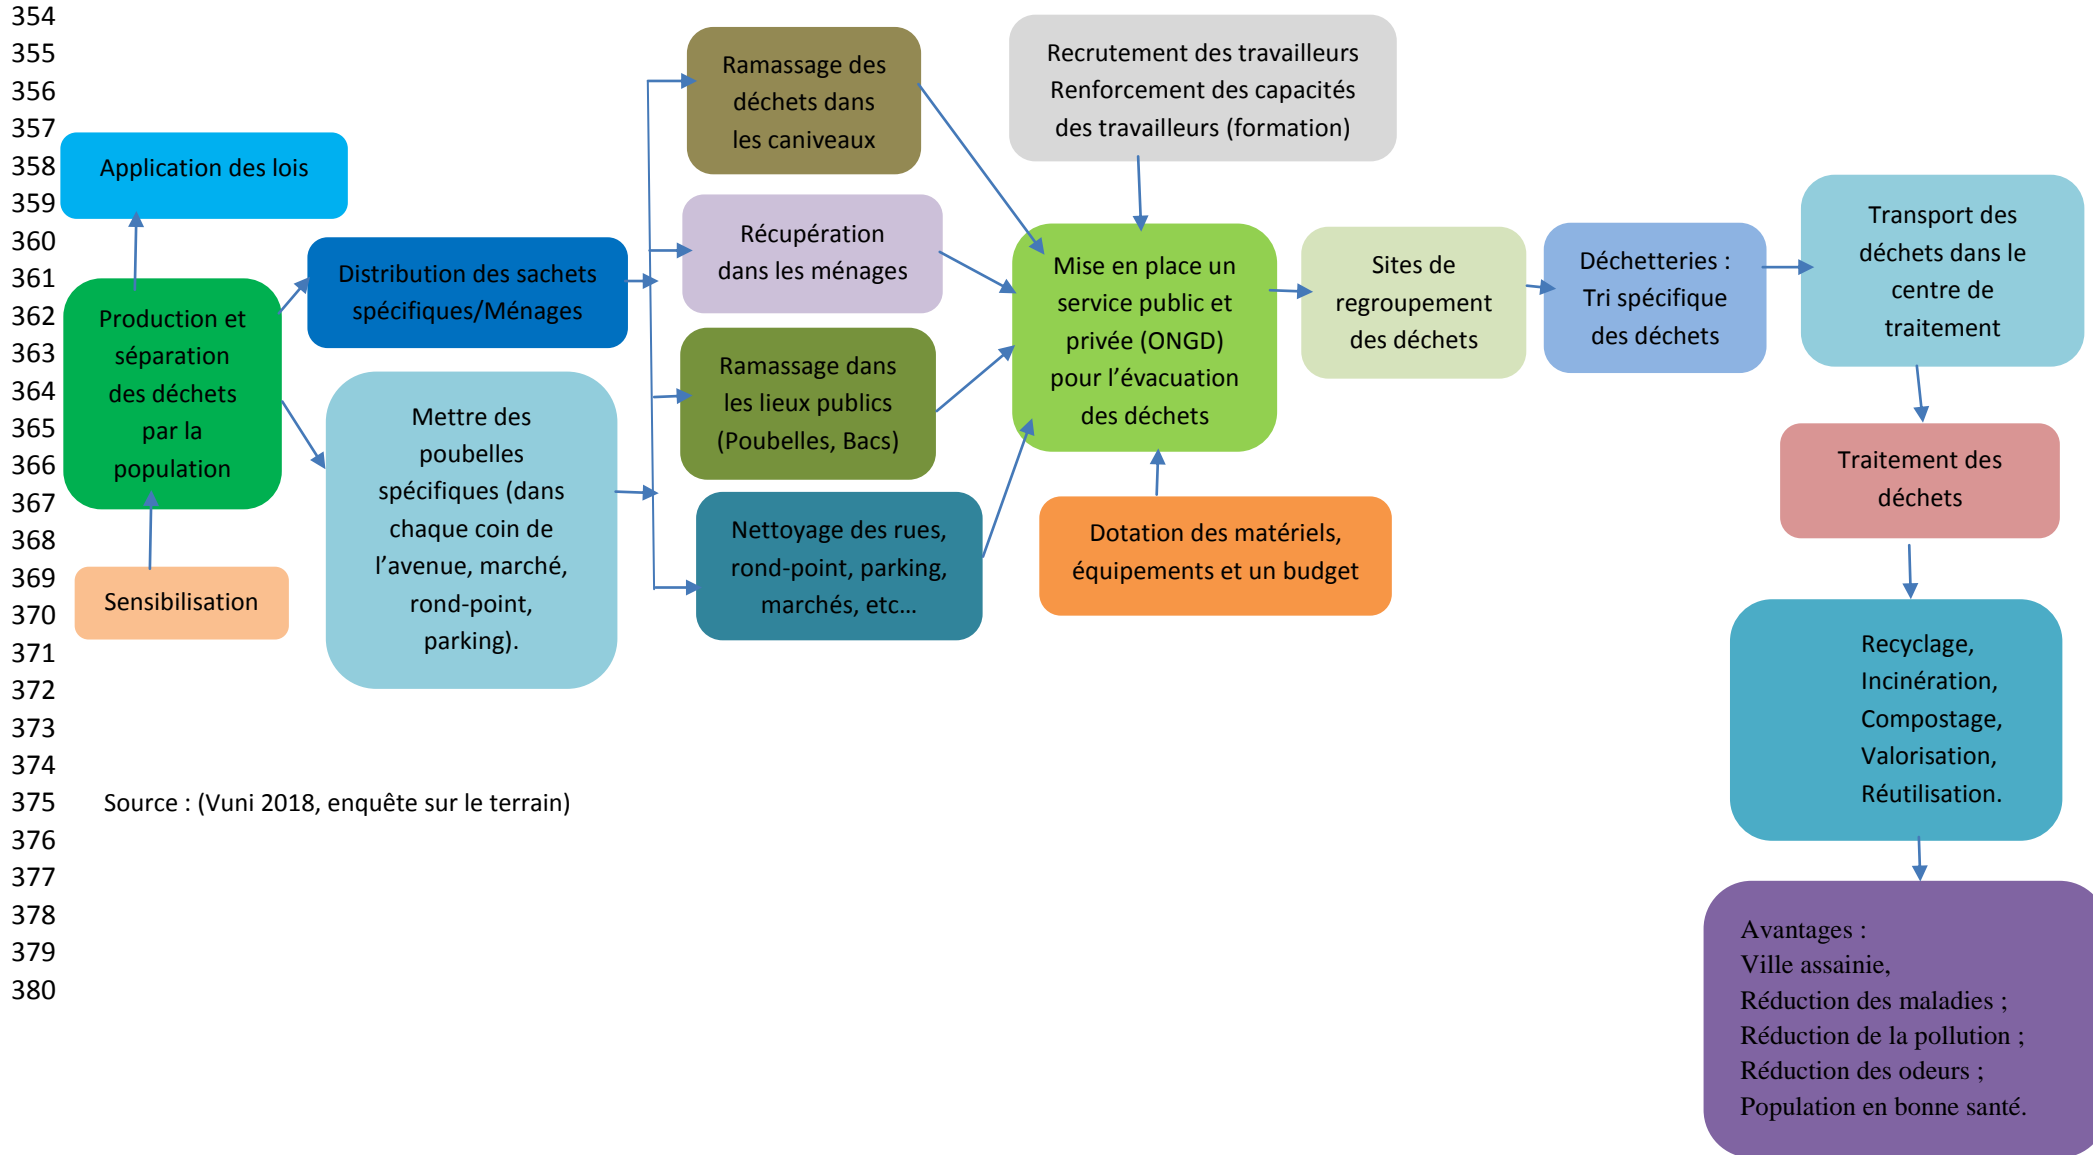 354
355
356
357
358
359
360
361
362
363
364
365
366
367
368
369
370
371
372
373
374
375
376
377
378
379
380
Application des lois
Production et
séparation
des déchets
par la
population
Sensibilisation
Distribution des sachets
spécifiques/Ménages
Mettre des
poubelles
spécifiques (dans
chaque coin de
l’avenue, marché,
rond-point,
parking).
Ramassage des
déchets dans
les caniveaux
Récupération
dans les ménages
Ramassage dans
les lieux publics
(Poubelles, Bacs)
Nettoyage des rues,
rond-point, parking,
marchés, etc…
Recrutement des travailleurs
Renforcement des capacités
des travailleurs (formation)
Mise en place un
service public et
privée (ONGD)
pour l’évacuation
des déchets
Dotation des matériels,
équipements et un budget
Sites de
regroupement
des déchets
Déchetteries :
Tri spécifique
des déchets
Transport des
déchets dans le
centre de
traitement
Traitement des
déchets
Recyclage,
Incinération,
Compostage,
Valorisation,
Réutilisation.
Avantages :
Ville assainie,
Réduction des maladies ;
Réduction de la pollution ;
Réduction des odeurs ;
Population en bonne santé.
Source : (Vuni 2018, enquête sur le terrain)